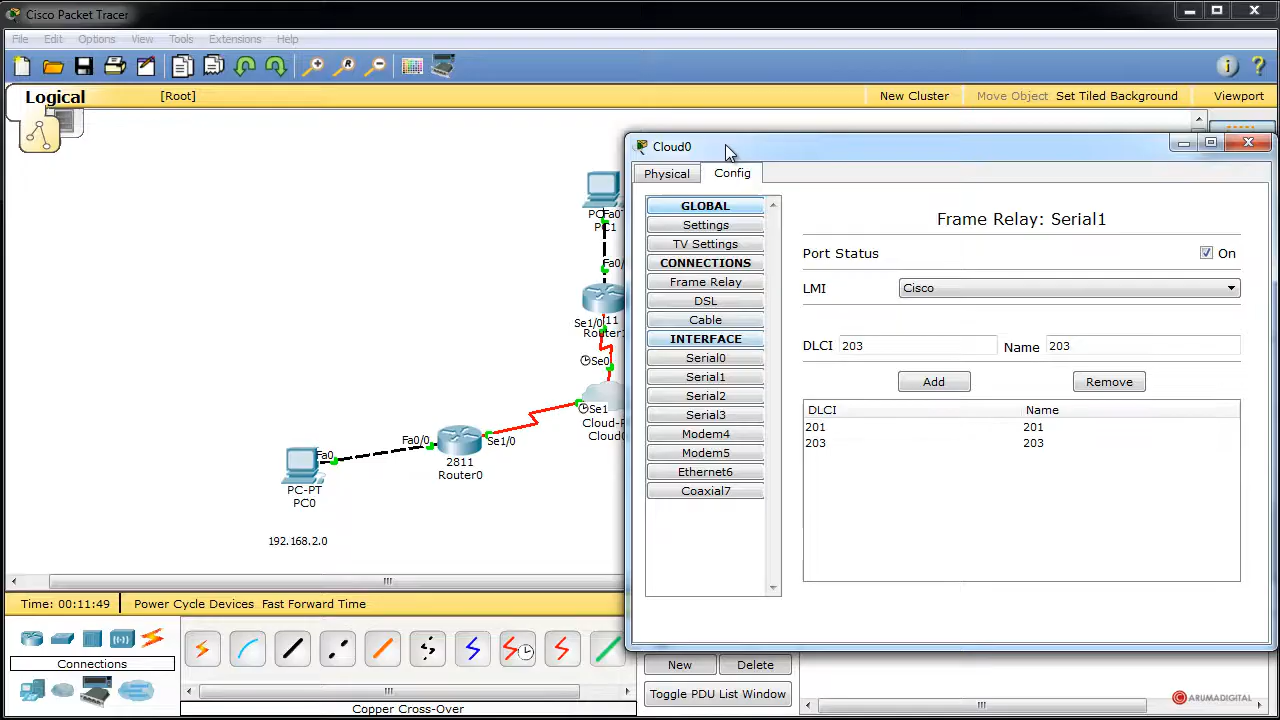 Cisco Packet Tracer
File Edit Options View Tools Extensions Help
Logical
[Root]
New Cluster
Move Object
Set Tiled Background
Viewport
Fa0
PC1
Fa0/
Se1/0
Se0
Se1
Cloud0
Fa0/0
Se1/0
2811
Router0
Fa0
PC-PT
PC0
192.168.2.0
Cloud0
Physical
Config
GLOBAL
Settings
TV Settings
CONNECTIONS
Frame Relay
DSL
Cable
INTERFACE
Serial0
Serial1
Serial2
Serial3
Modem4
Modem5
Ethernet6
Coaxial7
Frame Relay: Serial1
Port Status
On
LMI
Cisco
DLCI 203
Name 203
Add
Remove
DLCI Name
201 201
203 203
Time: 00:11:49
Power Cycle Devices Fast Forward Time
Connections
Copper Cross-Over
New
Delete
Toggle PDU List Window
ARUMADIGITAL